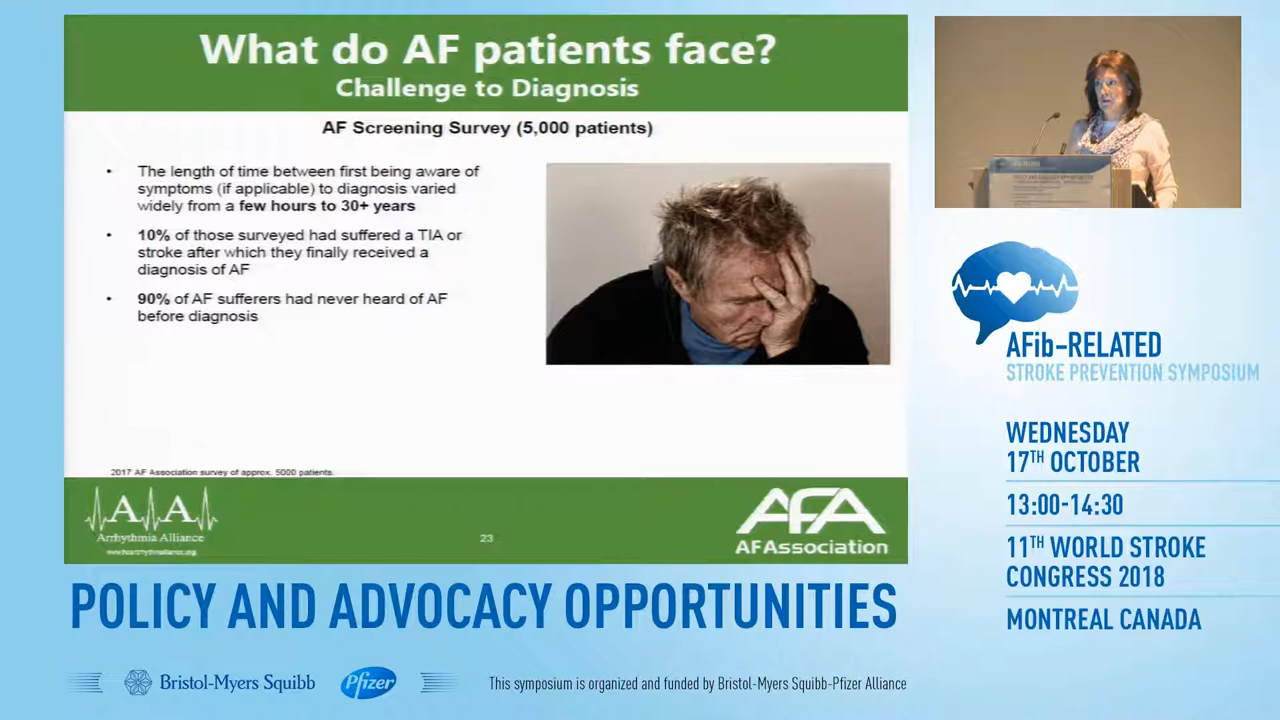 What do AF patients face?
Challenge to Diagnosis
AF Screening Survey (5,000 patients)
• The length of time between first being aware of
symptoms (if applicable) to diagnosis varied
widely from a few hours to 30+ years
• 10% of those surveyed had suffered a TIA or
stroke after which they finally received a
diagnosis of AF
• 90% of AF sufferers had never heard of AF
before diagnosis
2017 AF Association survey of approx. 5000 patients.
AA
Arrhythmia Alliance
23
AFA
AFAssociation
POLICY AND ADVOCACY OPPORTUNITIES
Bristol-Myers Squibb
Pfizer
This symposium is organized and funded by Bristol-Myers Squibb-Pfizer Alliance
AFib-RELATED
STROKE PREVENTION SYMPOSIUM
WEDNESDAY
17TH OCTOBER
13:00-14:30
11TH WORLD STROKE
CONGRESS 2018
MONTREAL CANADA